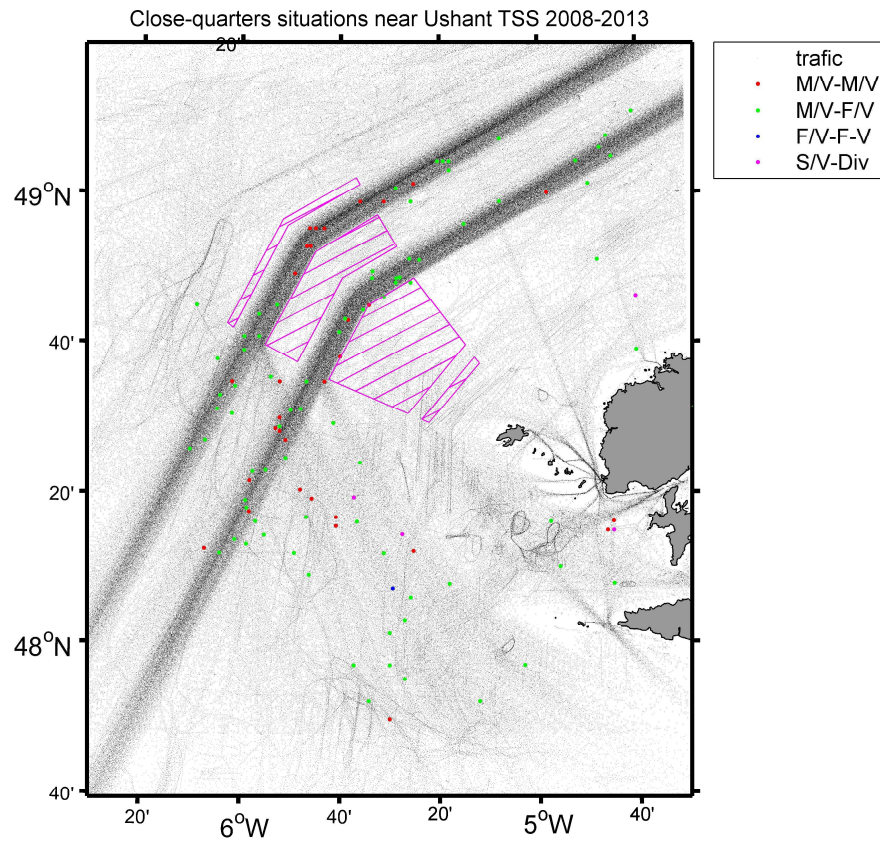 Close-quarters situations near Ushant TSS 2008-2013
20'
trafic
M/V-M/V
M/V-F/V
F/V-F-V
S/V-Div
49°N
40'
20'
48°N
40'
20' 6°W 40' 20' 5°W 40'